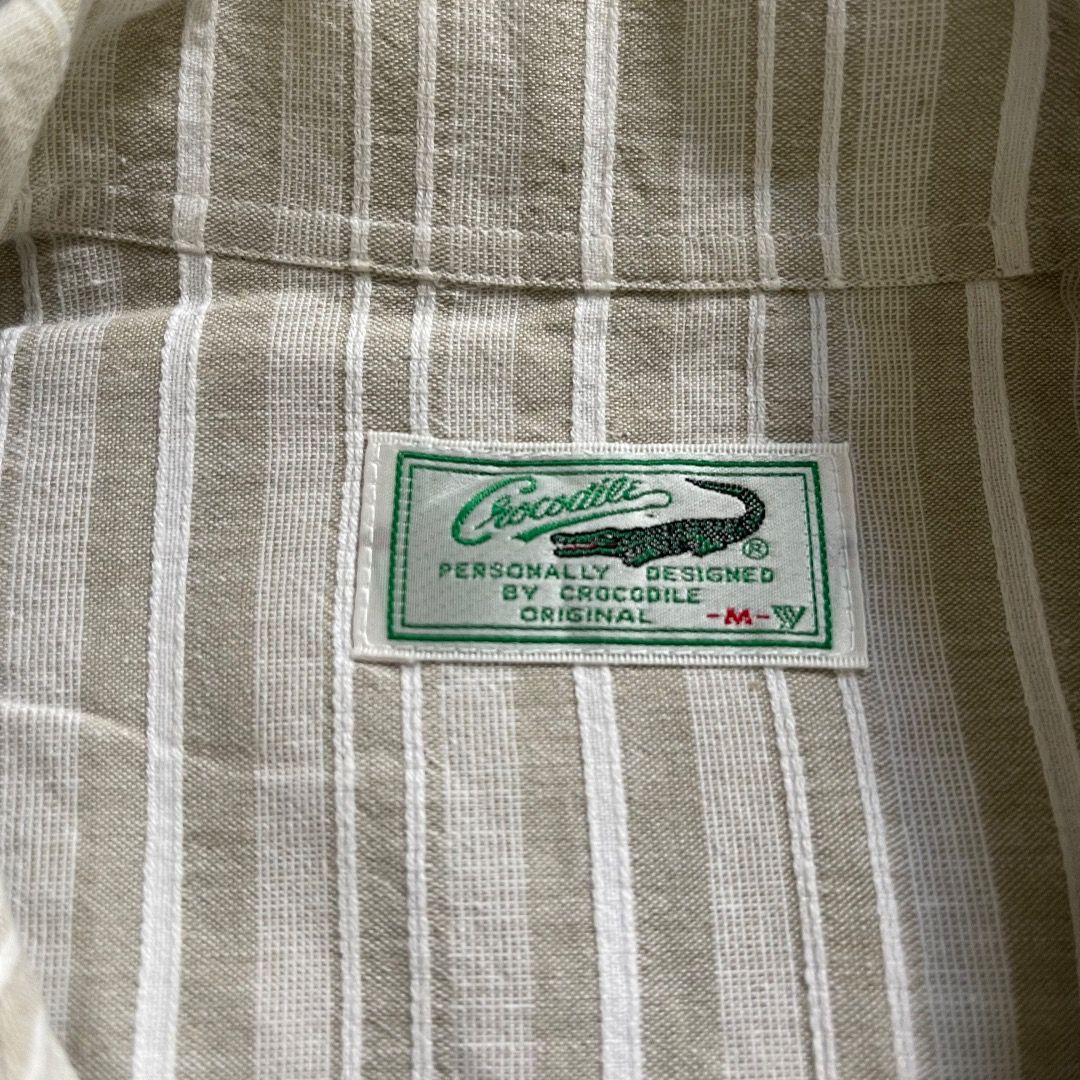 Crocodile ®
PERSONALLY DESIGNED
BY CROCODILE
ORIGINAL -M-